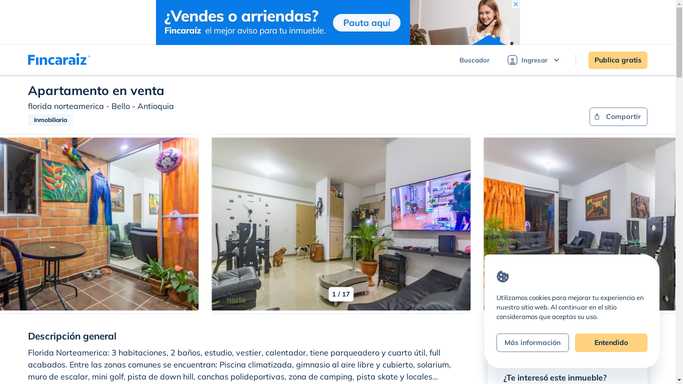 ¿Vendes o arriendas?
Fincaraíz el mejor aviso para tu inmueble.
Pauta aquí
Fincaraíz
Buscador
Ingresar
Publica gratis
Apartamento en venta
florida norteamerica - Bello - Antioquia
Inmobiliaria
Compartir
1 / 17
Utilizamos cookies para mejorar tu experiencia en
nuestro sitio web. Al continuar en el sitio
consideramos que aceptas su uso.
Más información
Entendido
Descripción general
Florida Norteamerica: 3 habitaciones, 2 baños, estudio, vestier, calentador, tiene parqueadero y cuarto útil, full
acabados. Entre las zonas comunes se encuentran: Piscina climatizada, gimnasio al aire libre y cubierto, solarium,
muro de escalar, mini golf, pista de down hill, canchas polideportivas, zona de camping, pista skate y locales...
¿Te interesó este inmueble?